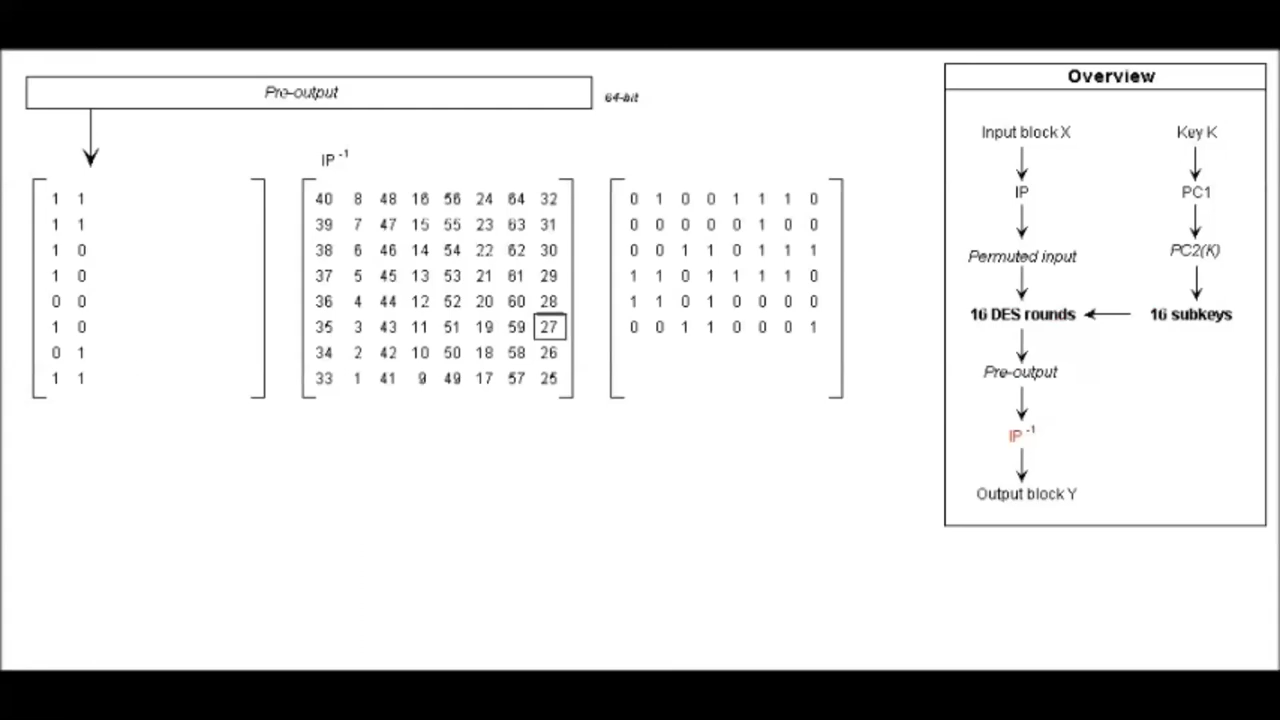 Pre-output
64-bit
IP -1
1 1
1 1
1 0
1 0
0 0
1 0
0 1
1 1
40 8 48 16 56 24 64 32
39 7 47 15 55 23 63 31
38 6 46 14 54 22 62 30
37 5 45 13 53 21 61 29
36 4 44 12 52 20 60 28
35 3 43 11 51 19 59 27
34 2 42 10 50 18 58 26
33 1 41 9 49 17 57 25
0 1 0 0 1 1 1 0
0 0 0 0 0 1 0 0
0 0 1 1 0 1 1 1
1 1 0 1 1 1 1 0
1 1 0 1 0 0 0 0
0 0 1 1 0 0 0 1
Overview
Input block X
Key K
IP
PC1
Permuted input
PC2(K)
16 DES rounds
16 subkeys
Pre-output
IP -1
Output block Y